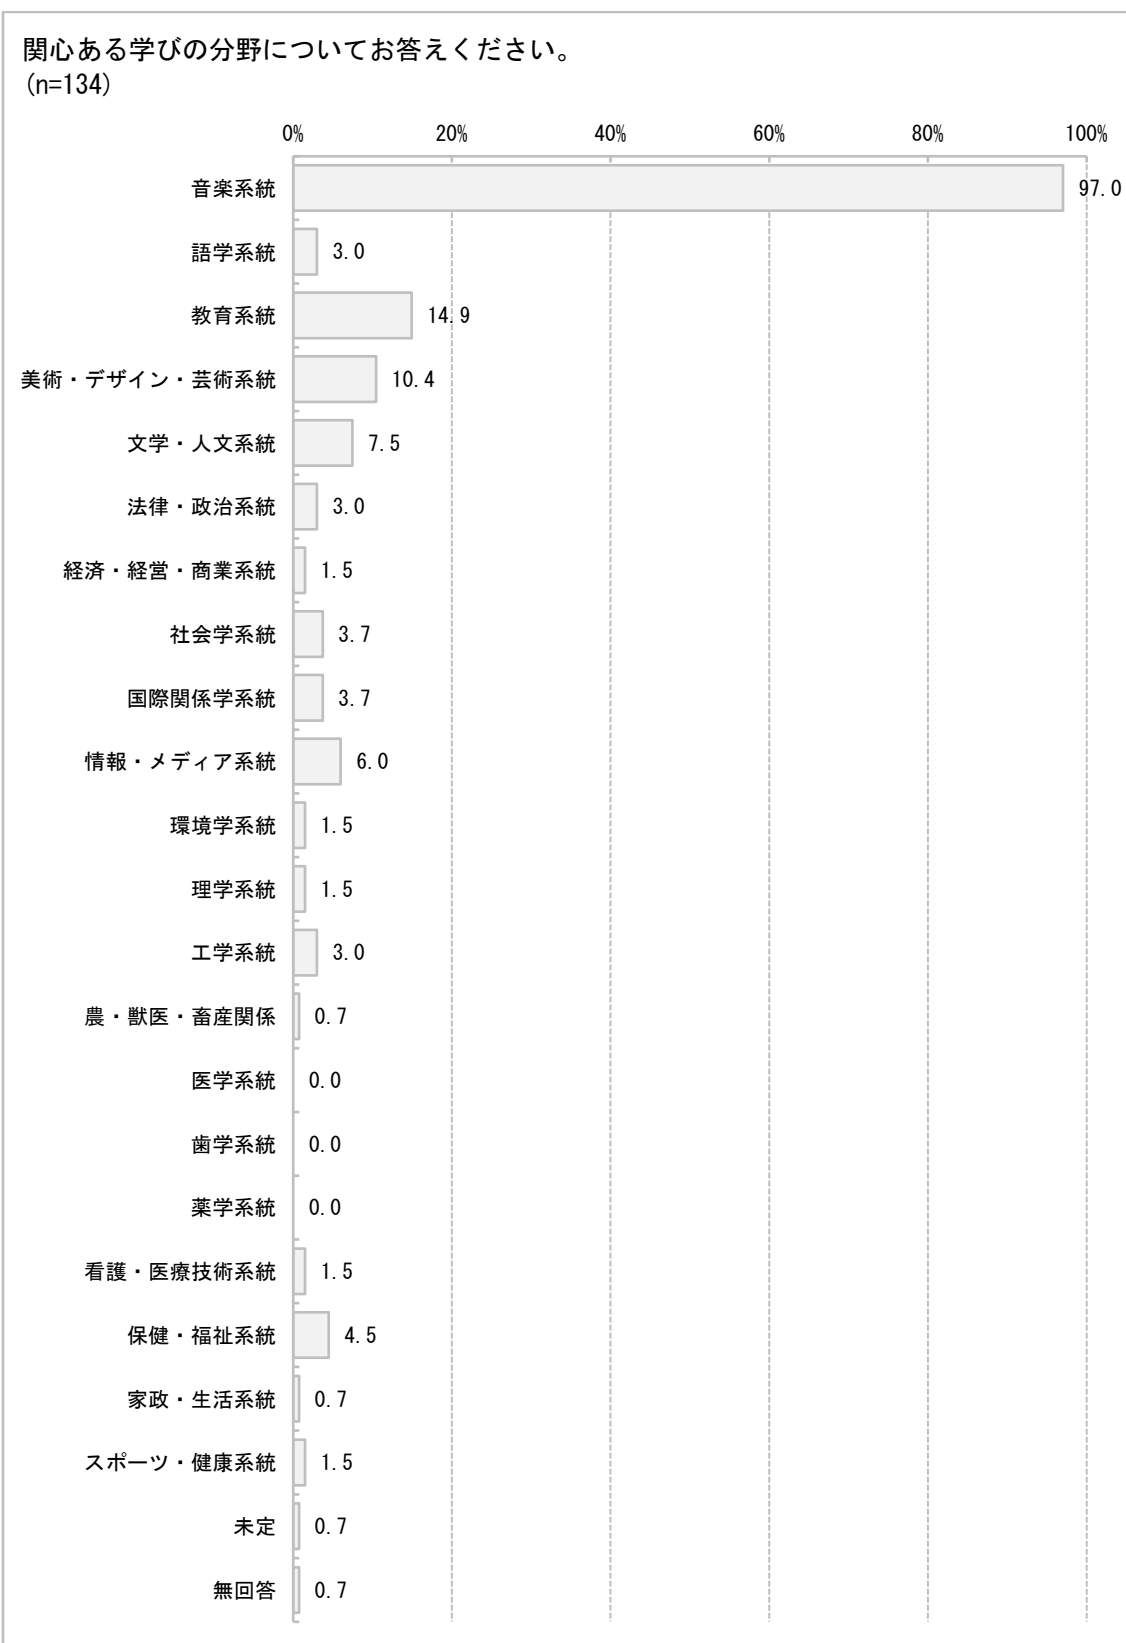 関心ある学びの分野についてお答えください。
(n=134)
0% 20% 40% 60% 80% 100%
音楽系統 97.0
語学系統 3.0
教育系統 14.9
美術・デザイン・芸術系統 10.4
文学・人文系統 7.5
法律・政治系統 3.0
経済・経営・商業系統 1.5
社会学系統 3.7
国際関係学系統 3.7
情報・メディア系統 6.0
環境学系統 1.5
理学系統 1.5
工学系統 3.0
農・獣医・畜産関係 0.7
医学系統 0.0
歯学系統 0.0
薬学系統 0.0
看護・医療技術系統 1.5
保健・福祉系統 4.5
家政・生活系統 0.7
スポーツ・健康系統 1.5
未定 0.7
無回答 0.7